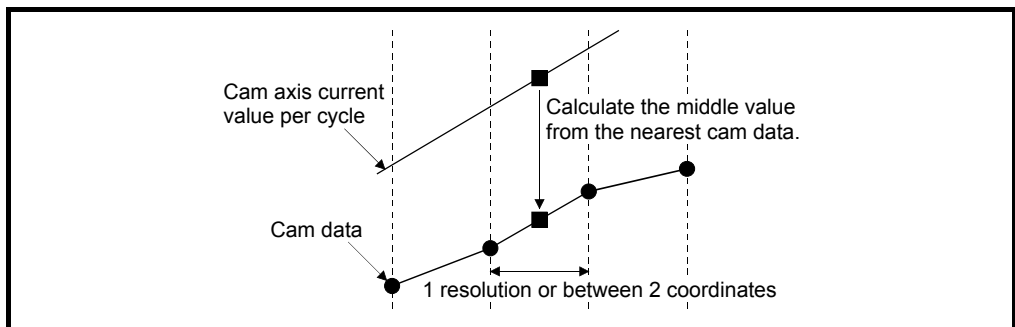 Cam axis current
value per cycle
Calculate the middle value
from the nearest cam data.
Cam data
1 resolution or between 2 coordinates